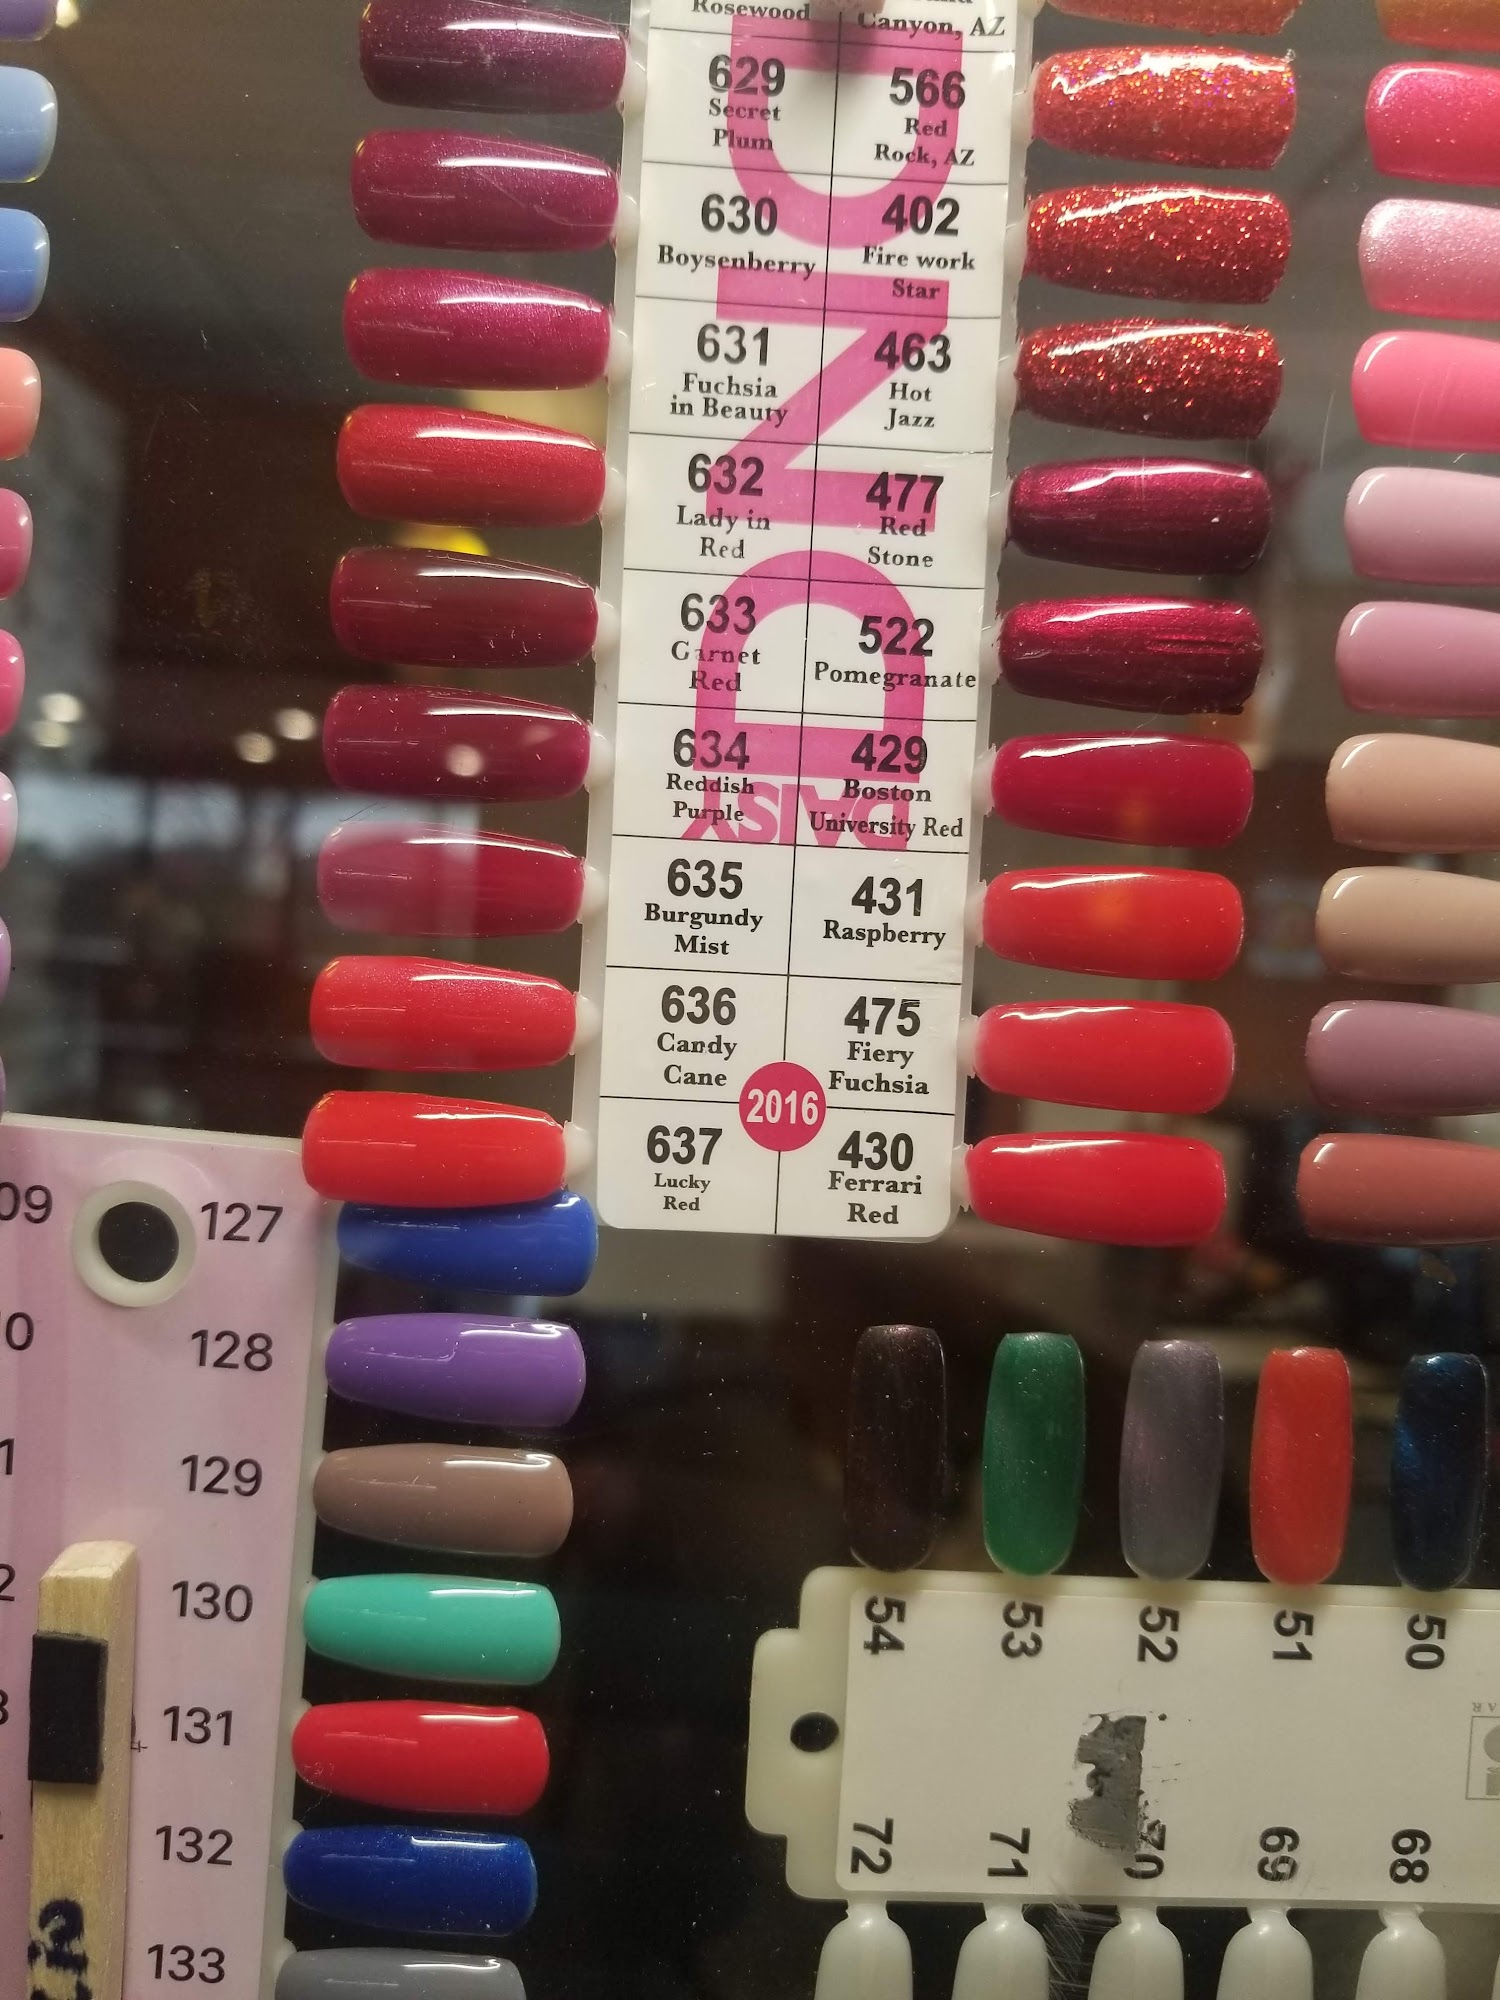 Rosewood
Canyon, AZ
629
Secret
Plum
566
Red
Rock, AZ
630
Boysenberry
402
Fire work
Star
631
Fuchsia
in Beauty
463
Hot
Jazz
632
Lady in
Red
477
Red
Stone
633
Garnet
Red
522
Pomegranate
634
Reddish
Purple
429
Boston
University Red
635
Burgundy
Mist
431
Raspberry
636
Candy
Cane
475
Fiery
Fuchsia
2016
637
Lucky
Red
430
Ferrari
Red
DND
DAISY
09
127
128
129
130
131
132
133
54
53
52
51
50
72
71
70
69
68